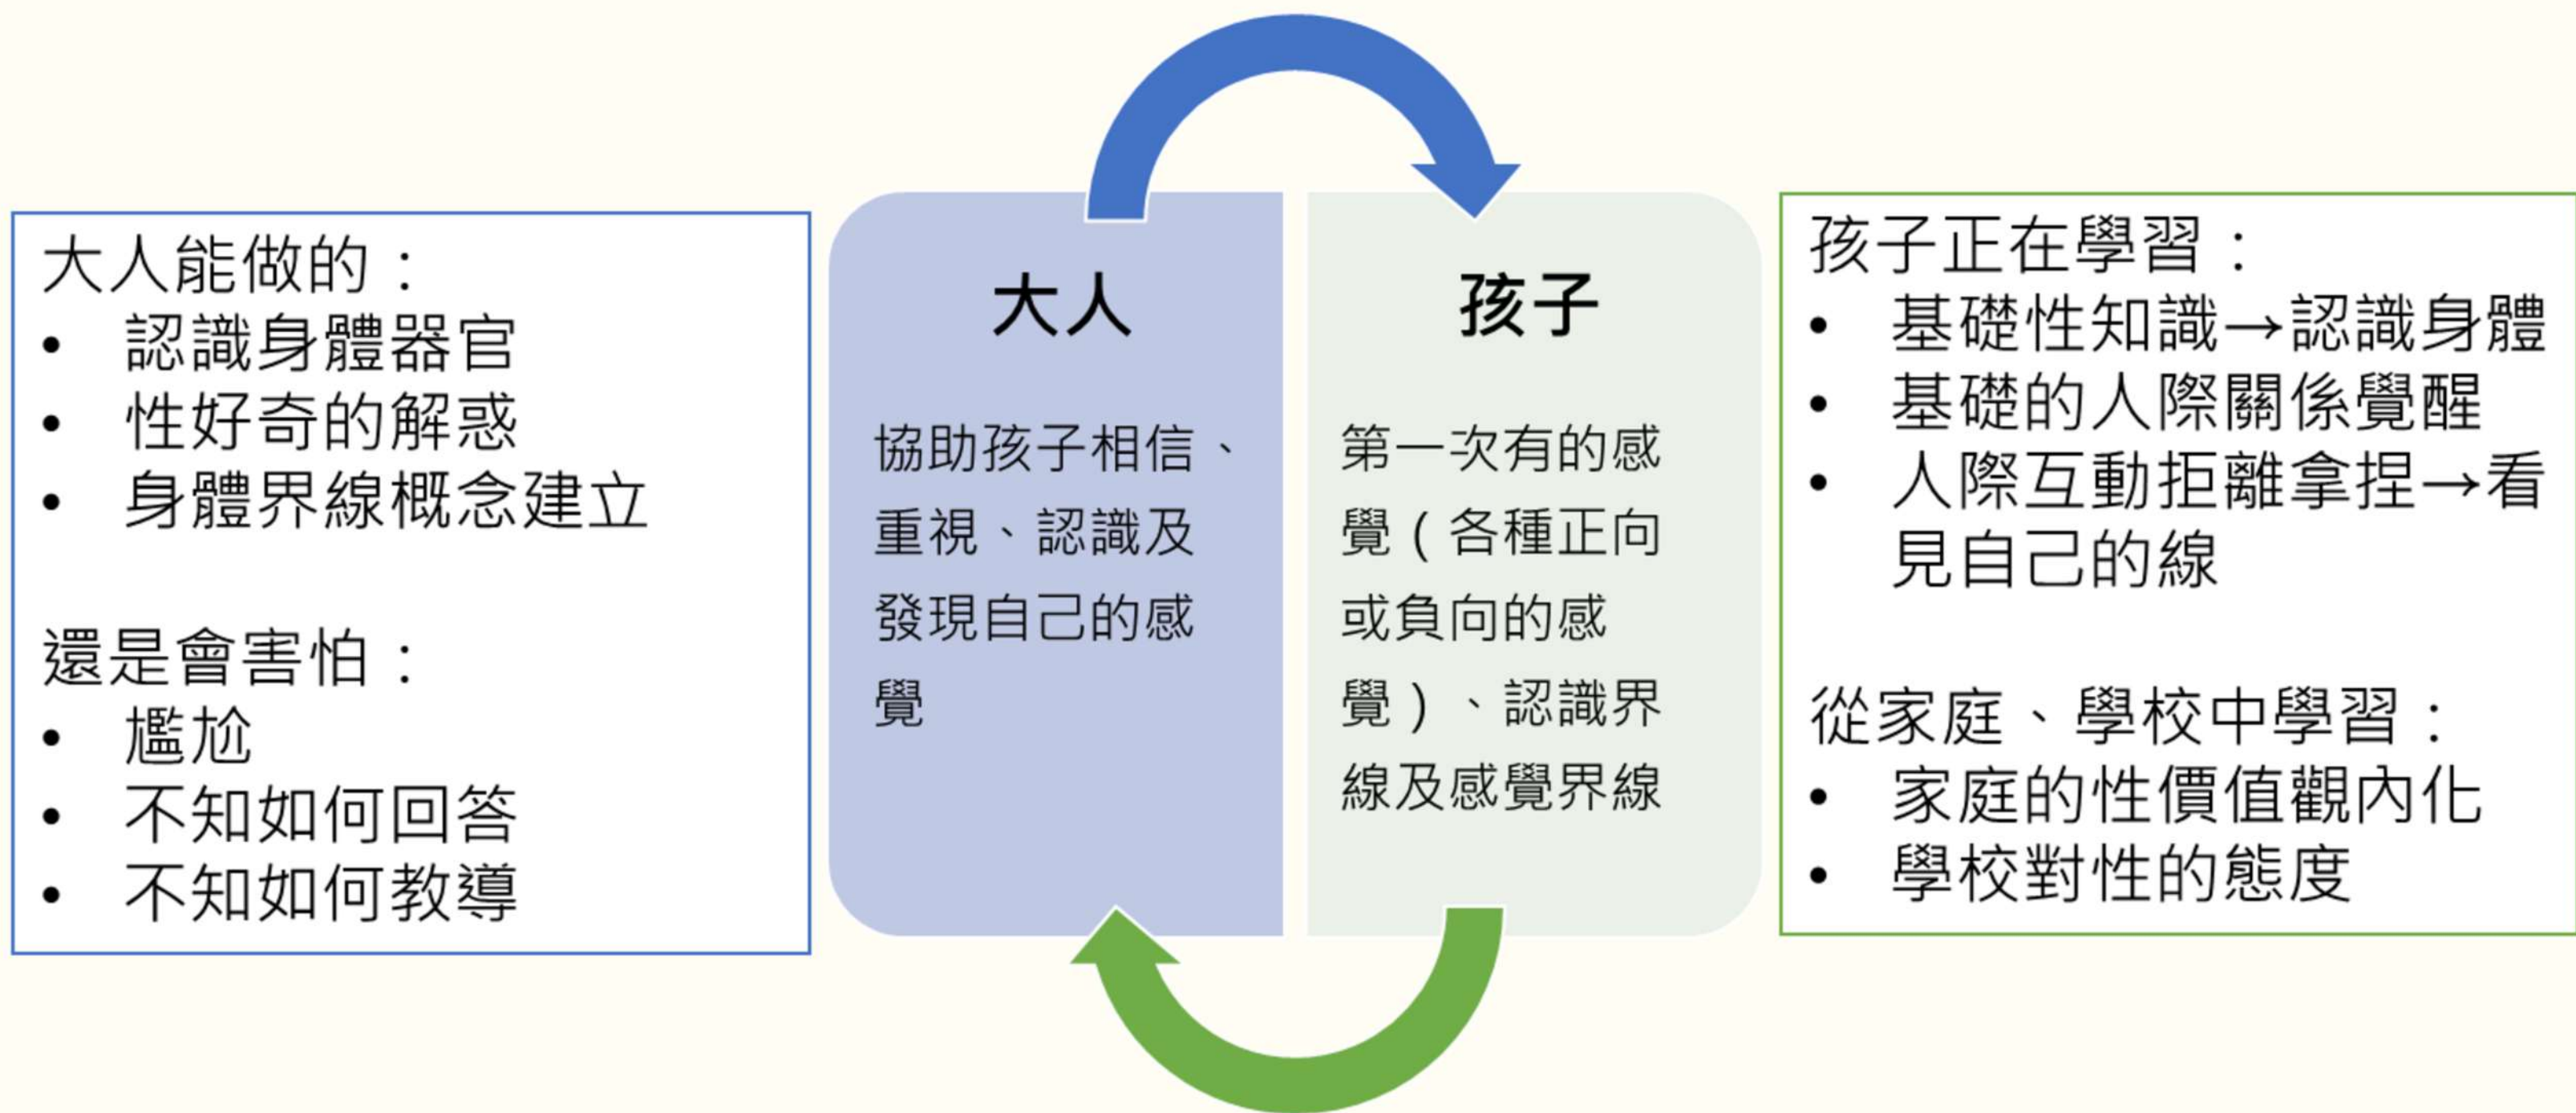 大人能做的：
• 認識身體器官
• 性好奇的解惑
• 身體界線概念建立
還是會害怕：
• 尷尬
• 不知如何回答
• 不知如何教導
大人
協助孩子相信、
重視、認識及
發現自己的感
覺
孩子
第一次有的感
覺（各種正向
或負向的感
覺）、認識界
線及感覺界線
孩子正在學習：
• 基礎性知識→認識身體
• 基礎的人際關係覺醒
• 人際互動拒離拿捏→看
見自己的線
從家庭、學校中學習：
• 家庭的性價值觀內化
• 學校對性的態度